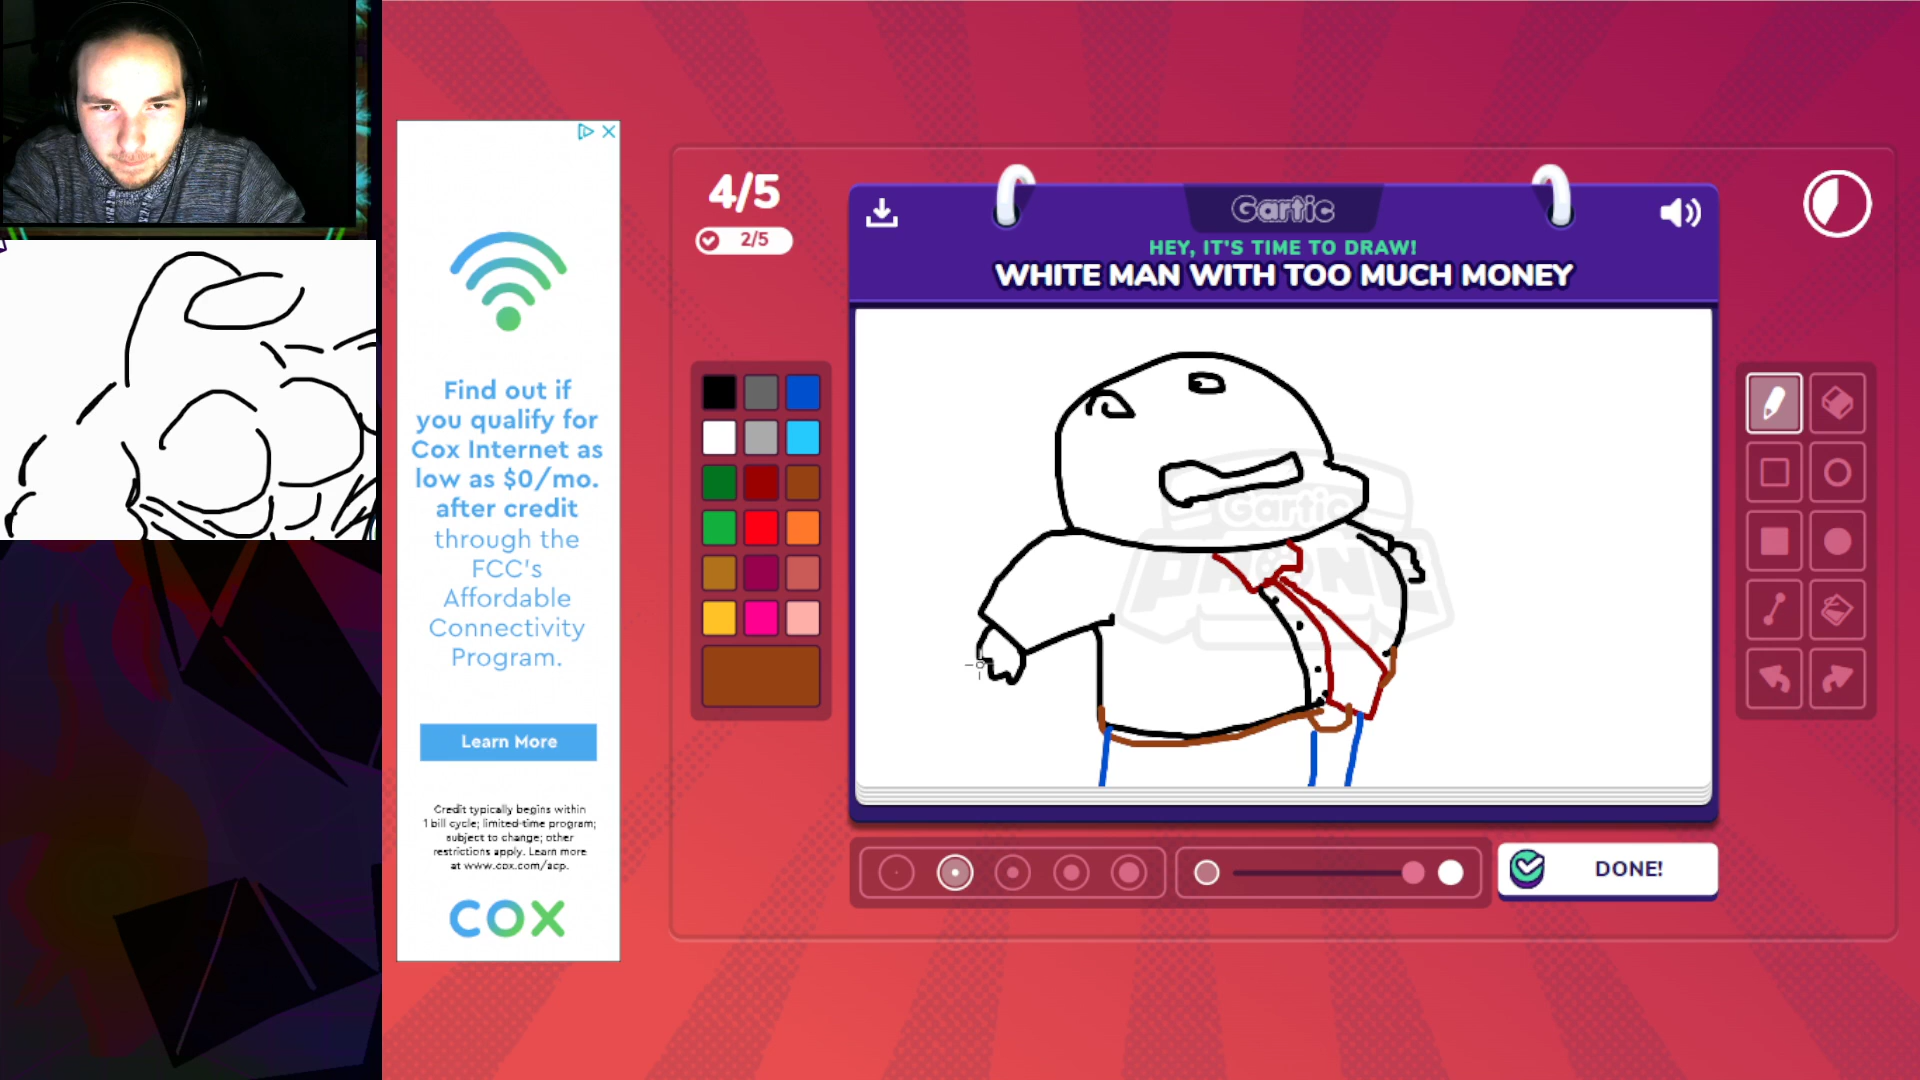 4/5
2/5
Gartic
HEY, IT'S TIME TO DRAW!
WHITE MAN WITH TOO MUCH MONEY
Find out if
you qualify for
Cox Internet as
low as $0/mo.
after credit
through the
FCC's
Affordable
Connectivity
Program.
Learn More
Credit typically begins within
1 bill cycle; limited-time program;
subject to change; other
restrictions apply. Learn more
at www.cox.com/acp.
COX
Gartic
PHONE
DONE!